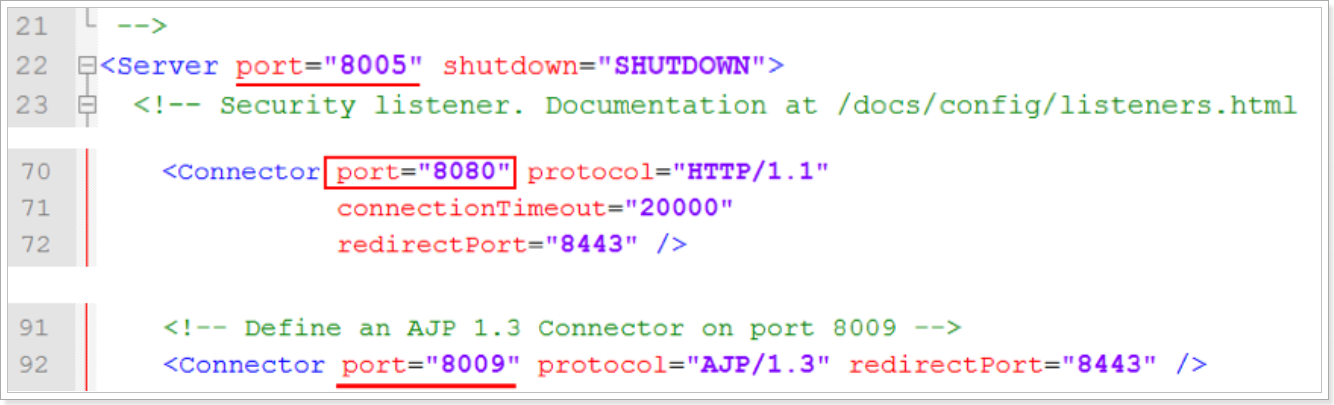 21 -->
22 <Server port="8005" shutdown="SHUTDOWN">
23 <!-- Security listener. Documentation at /docs/config/listeners.html
70 <Connector port="8080" protocol="HTTP/1.1"
71 connectionTimeout="20000"
72 redirectPort="8443" />
91 <!-- Define an AJP 1.3 Connector on port 8009 -->
92 <Connector port="8009" protocol="AJP/1.3" redirectPort="8443" />